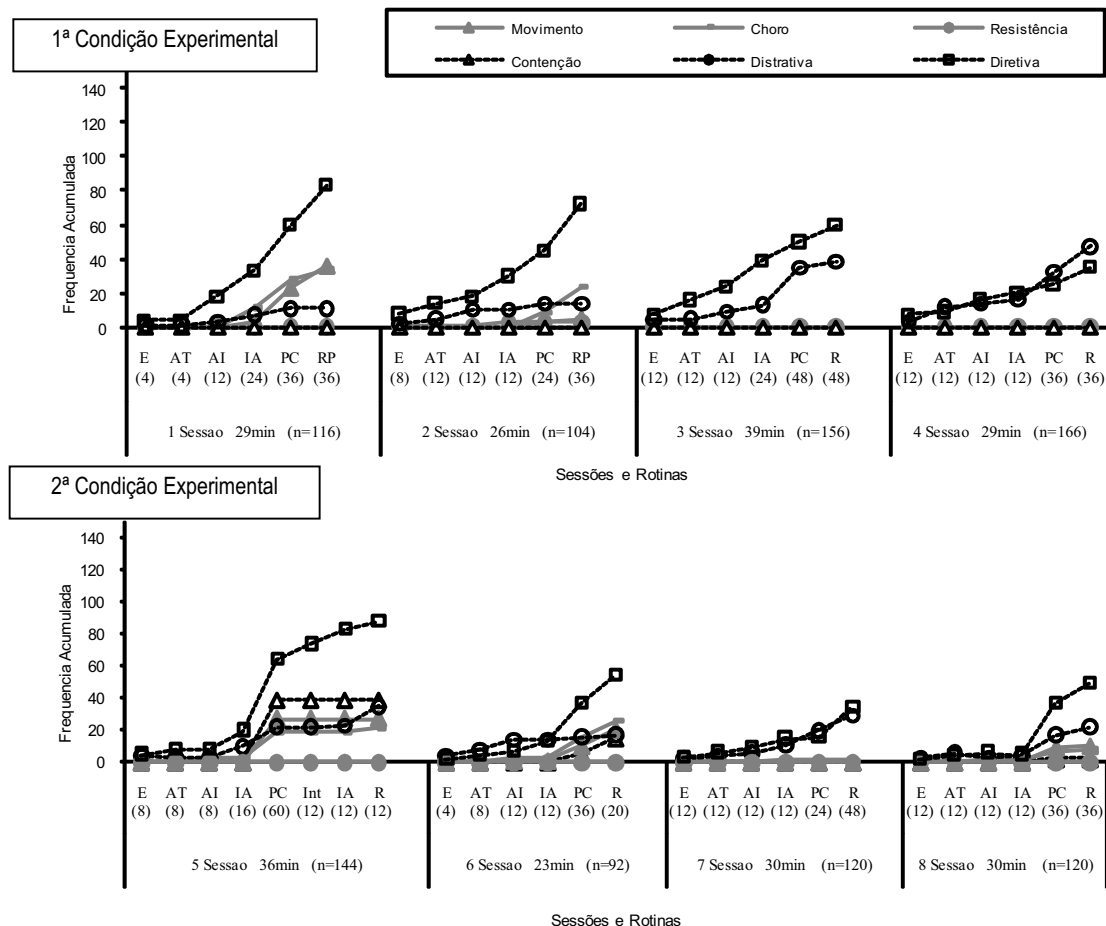 1ª Condição Experimental
Movimento Choro Resistência
Contenção Distrativa Diretiva
Frequencia Acumulada
140
120
100
80
60
40
20
0
E AT AI IA PC RP E AT AI IA PC RP E AT AI IA PC R E AT AI IA PC R
(4) (4) (12) (24) (36) (36) (8) (12) (12) (12) (24) (36) (12) (12) (12) (24) (48) (48) (12) (12) (12) (12) (36) (36)
1 Sessao 29min (n=116) 2 Sessao 26min (n=104) 3 Sessao 39min (n=156) 4 Sessao 29min (n=166)
Sessões e Rotinas
2ª Condição Experimental
Frequencia Acumulada
140
120
100
80
60
40
20
0
E AT AI IA PC Int IA R E AT AI IA PC R E AT AI IA PC R E AT AI IA PC R
(8) (8) (8) (16) (60) (12) (12) (12) (4) (8) (12) (12) (36) (20) (12) (12) (12) (12) (24) (48) (12) (12) (12) (12) (36) (36)
5 Sessao 36min (n=144) 6 Sessao 23min (n=92) 7 Sessao 30min (n=120) 8 Sessao 30min (n=120)
Sessões e Rotinas